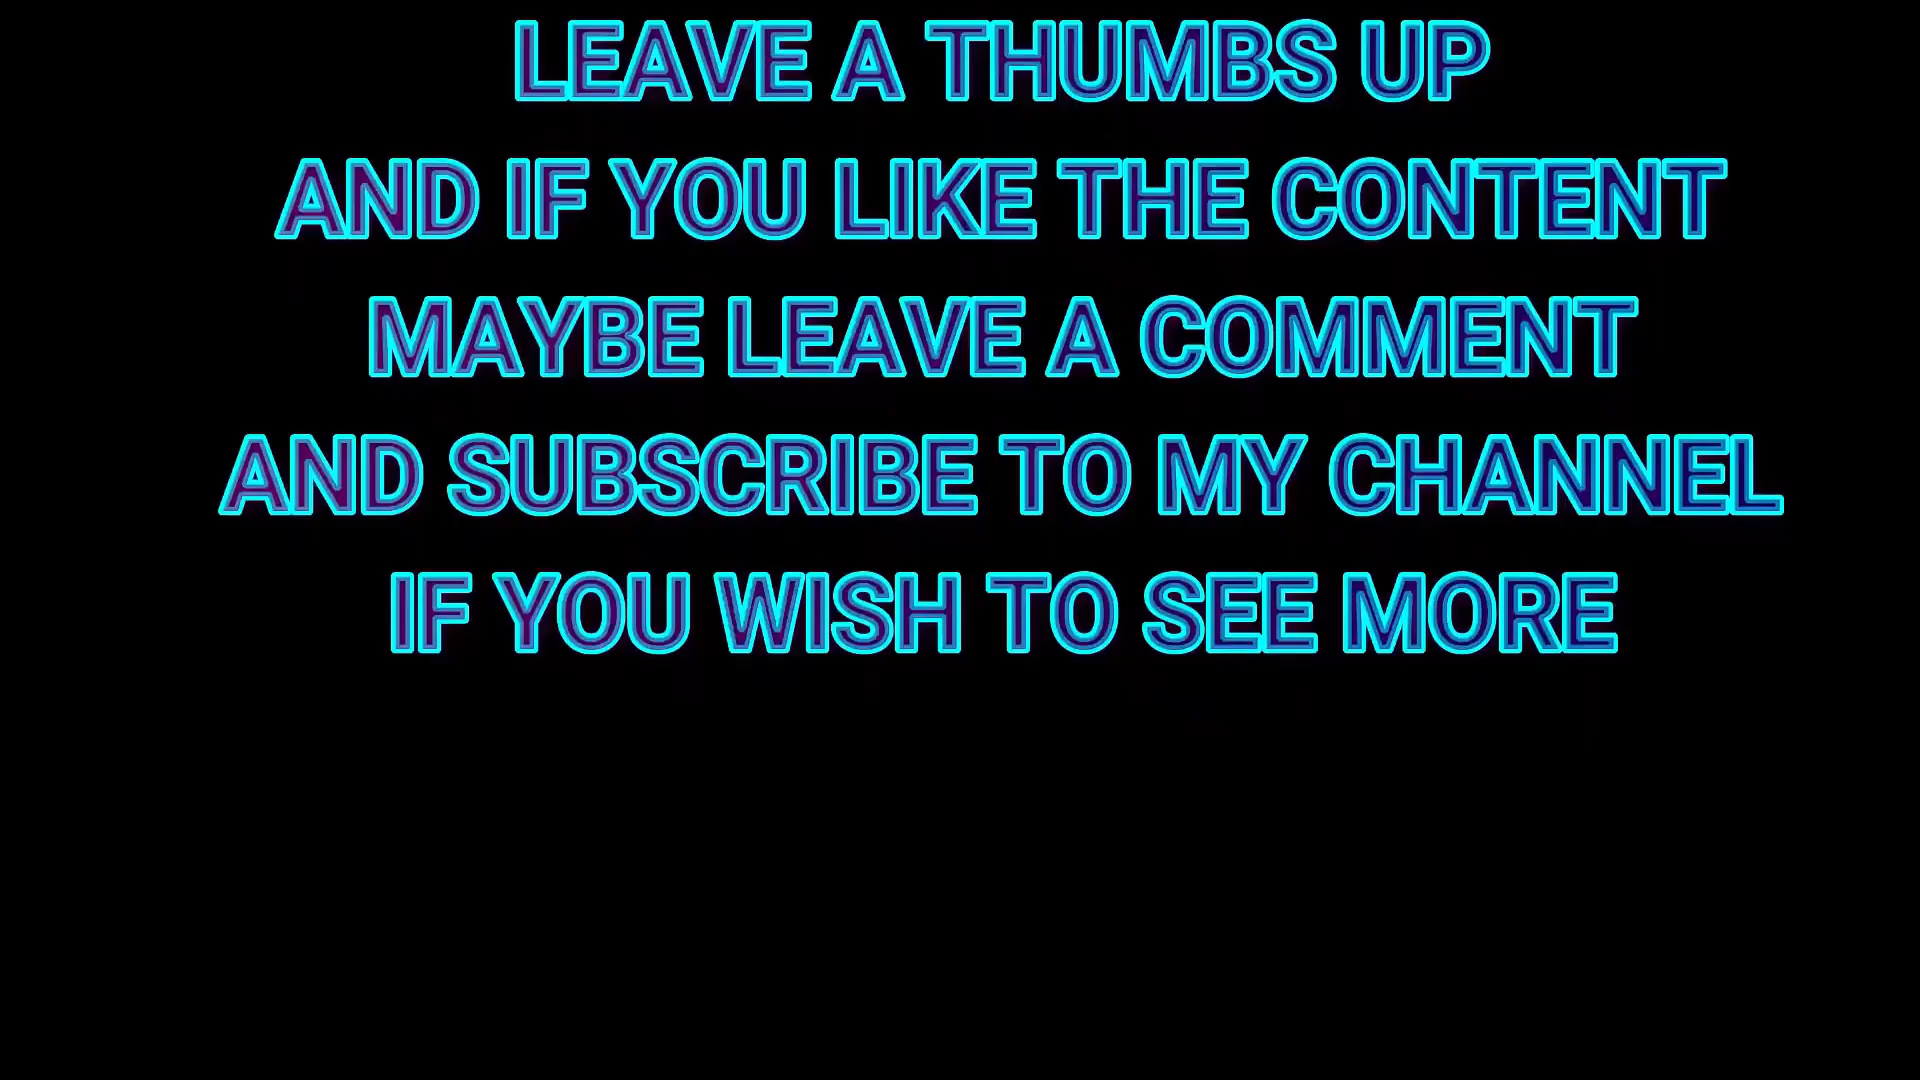 LEAVE A THUMBS UP
AND IF YOU LIKE THE CONTENT
MAYBE LEAVE A COMMENT
AND SUBSCRIBE TO MY CHANNEL
IF YOU WISH TO SEE MORE